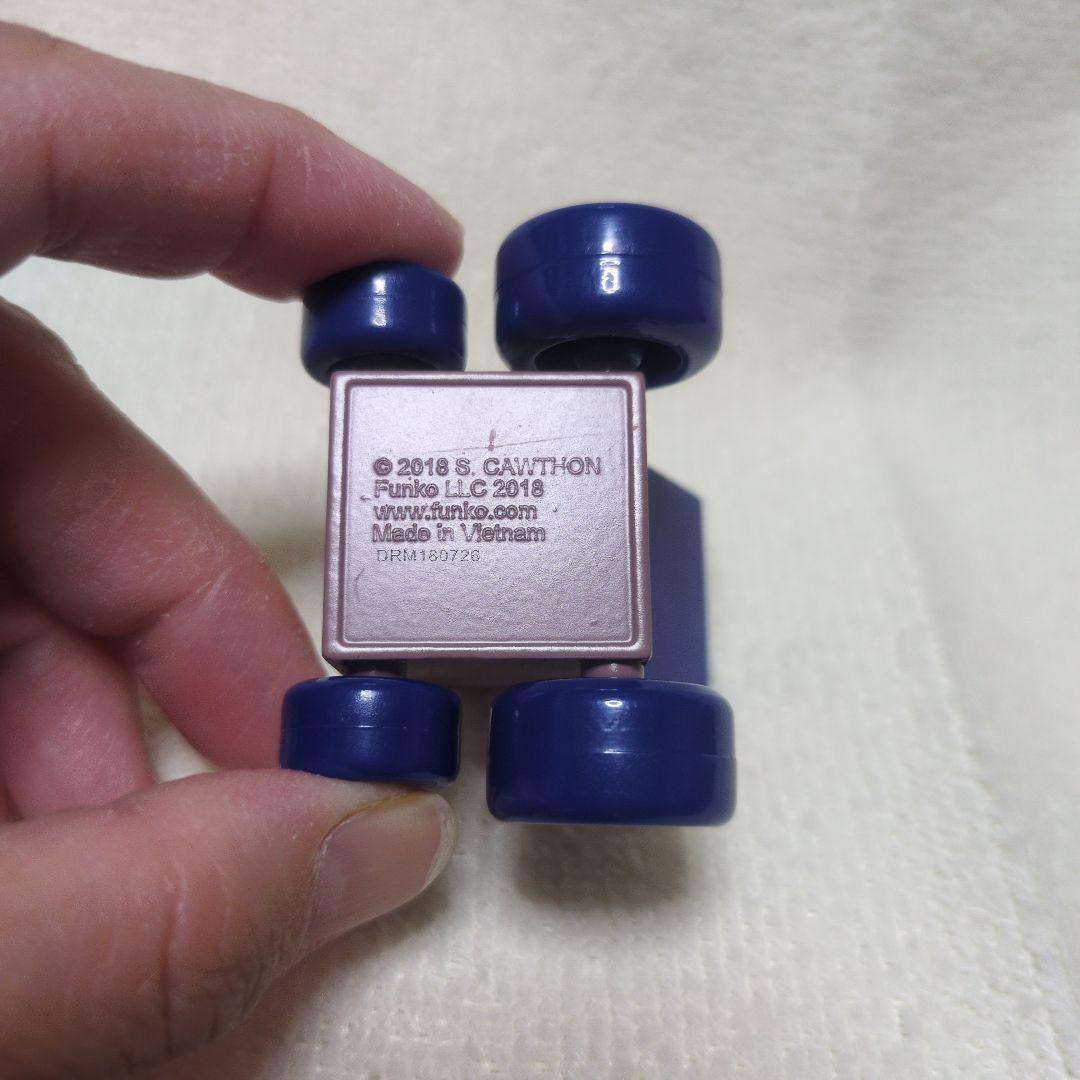 © 2018 S. CAWTHON
Funko LLC 2018
www.funko.com
Made in Vietnam
DRM180726